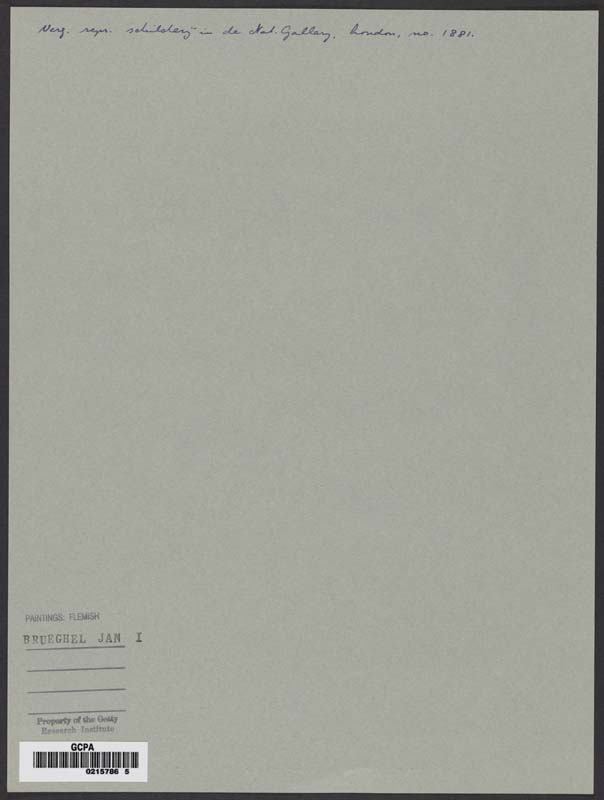 Verg. repr. schilderij in de Nat. Gallery, London, no. 1881.
PAINTINGS: FLEMISH
BRUEGHEL JAN I
Property of the Getty
Research Institute
GCPA
0215786 5